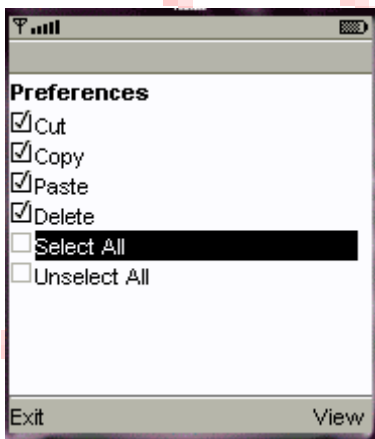 Preferences
Cut
Copy
Paste
Delete
Select All
Unselect All
Exit View